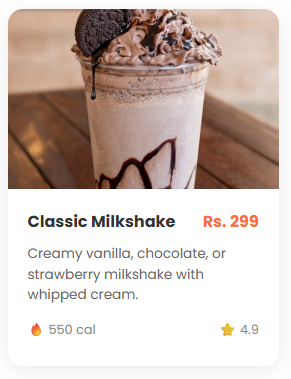 Classic Milkshake Rs. 299
Creamy vanilla, chocolate, or
strawberry milkshake with
whipped cream.
🔥 550 cal ⭐ 4.9